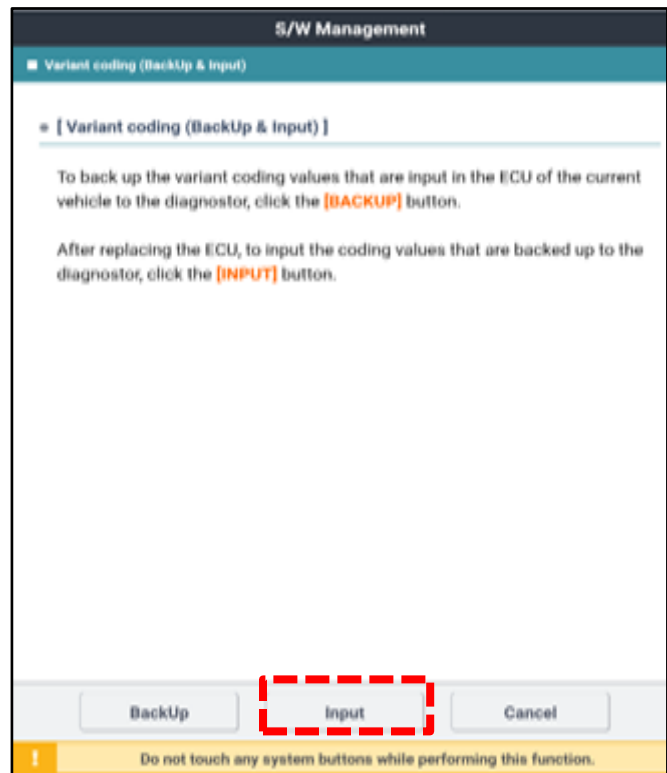 S/W Management
Variant coding (BackUp & Input)
[ Variant coding (BackUp & Input) ]
To back up the variant coding values that are input in the ECU of the current
vehicle to the diagnostor, click the [BACKUP] button.
After replacing the ECU, to input the coding values that are backed up to the
diagnostor, click the [INPUT] button.
BackUp Input Cancel
! Do not touch any system buttons while performing this function.